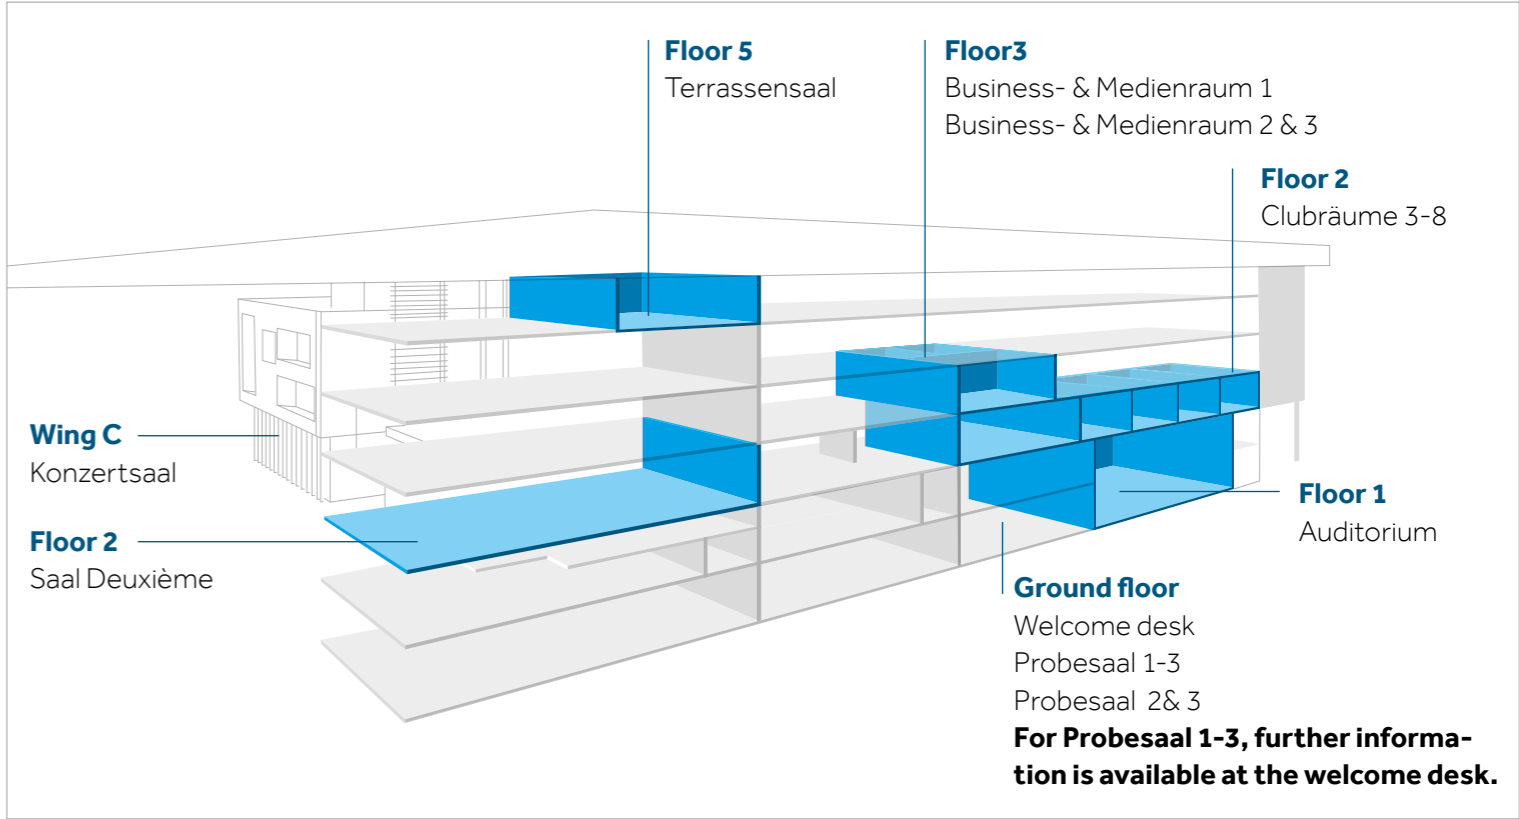 Floor 5
Terrassensaal
Floor3
Business- & Medienraum 1
Business- & Medienraum 2 & 3
Floor 2
Clubräume 3-8
Wing C
Konzertsaal
Floor 2
Saal Deuxième
Floor 1
Auditorium
Ground floor
Welcome desk
Probesaal 1-3
Probesaal 2& 3
For Probesaal 1-3, further informa-
tion is available at the welcome desk.